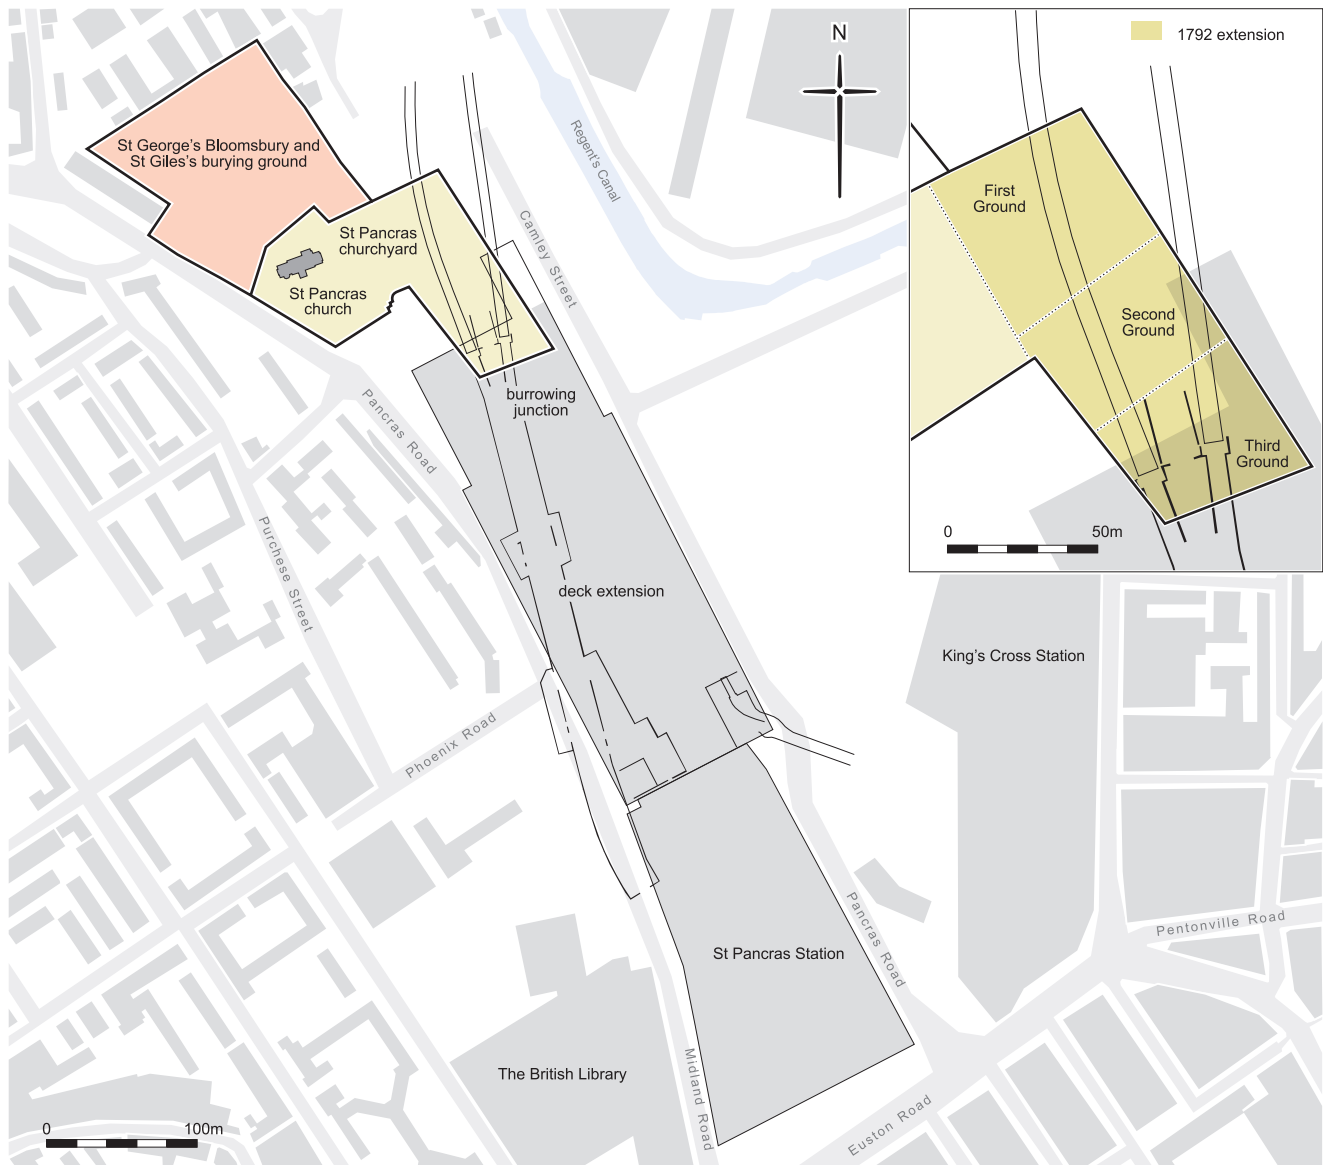 N
1792 extension
St George's Bloomsbury and
St Giles's burying ground
Regent's Canal
First
Ground
St Pancras
churchyard
Camley Street
St Pancras
church
Second
Ground
burrowing
junction
Pancras Road
Third
Ground
0
50m
Purchese Street
deck extension
King's Cross Station
Phoenix Road
Pancras Road
Pentonville Road
St Pancras Station
The British Library
Midland Road
Euston Road
0
100m